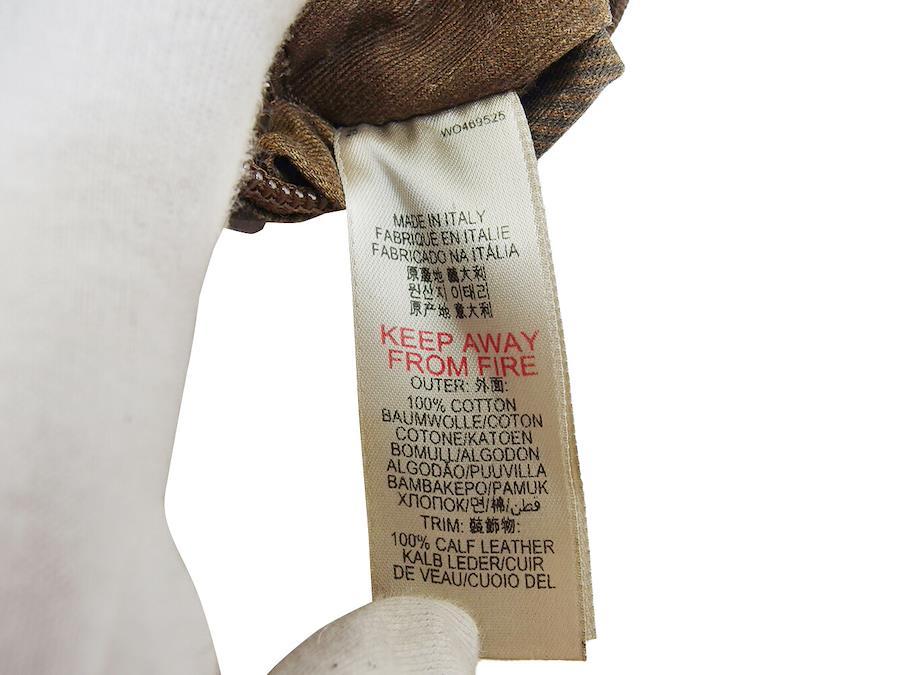 WO469525
MADE IN ITALY
FABRIQUE EN ITALIE
FABRICADO NA ITÁLIA
原產地 義大利
원산지 이태리
原产地 意大利
KEEP AWAY
FROM FIRE
OUTER: 外面:
100% COTTON
BAUMWOLLE/COTON
COTONE/KATOEN
BOMULL/ALGODON
ALGODÃO/PUUVILLA
BAMBAKEPO/PAMUK
ХЛОПОК/면/棉/قطن
TRIM: 裝飾物:
100% CALF LEATHER
KALB LEDER/CUIR
DE VEAU/CUOIO DEL